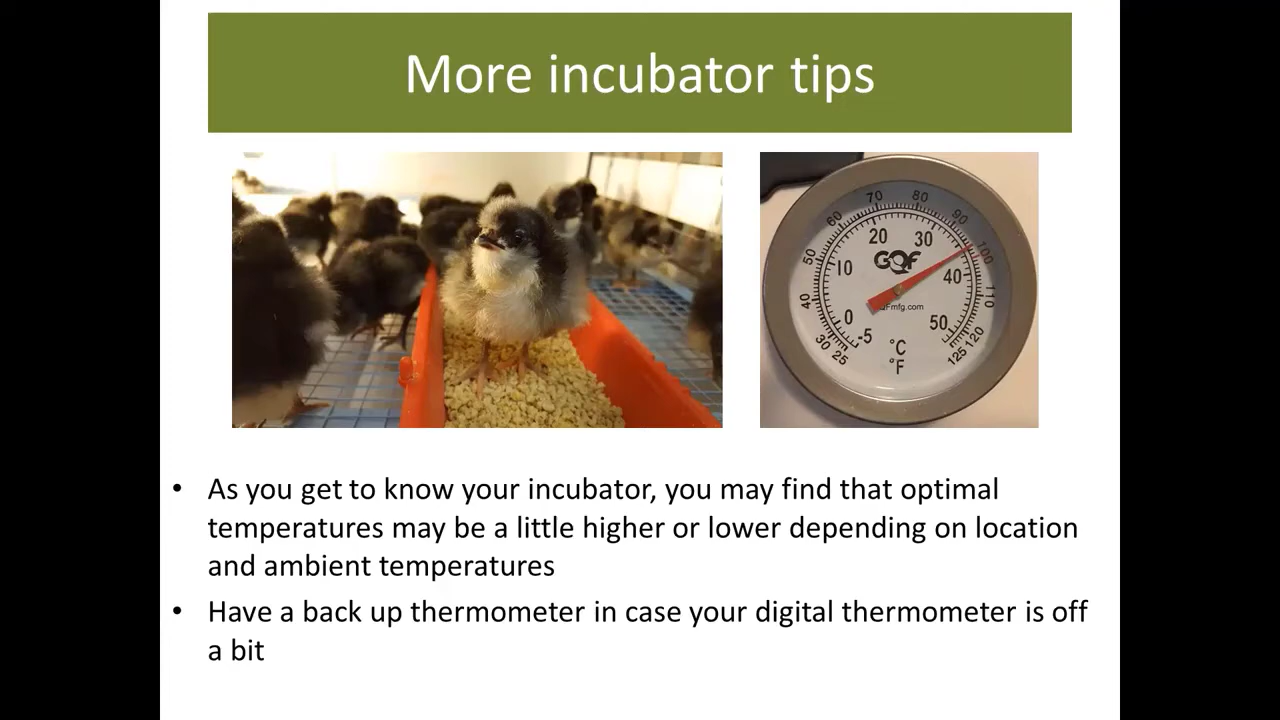 More incubator tips
70 80
60 90
20 30
50 100
GQF
10 40
40 110
Fmfg.com
0 50
30 -5 120
25 125
°C
°F
• As you get to know your incubator, you may find that optimal
temperatures may be a little higher or lower depending on location
and ambient temperatures
• Have a back up thermometer in case your digital thermometer is off
a bit